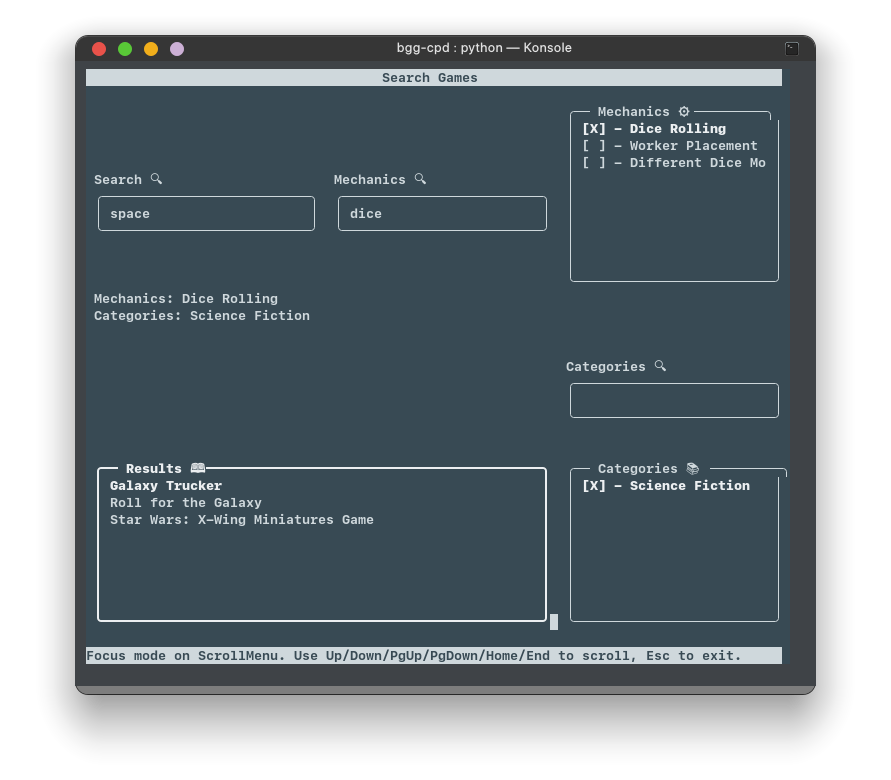 bgg-cpd : python — Konsole
Search Games
Mechanics ⚙
[X] - Dice Rolling
[ ] - Worker Placement
[ ] - Different Dice Mo
Search 🔍
Mechanics 🔍
space
dice
Mechanics: Dice Rolling
Categories: Science Fiction
Categories 🔍
Results 📖
Galaxy Trucker
Roll for the Galaxy
Star Wars: X-Wing Miniatures Game
Categories 📚
[X] - Science Fiction
Focus mode on ScrollMenu. Use Up/Down/PgUp/PgDown/Home/End to scroll, Esc to exit.